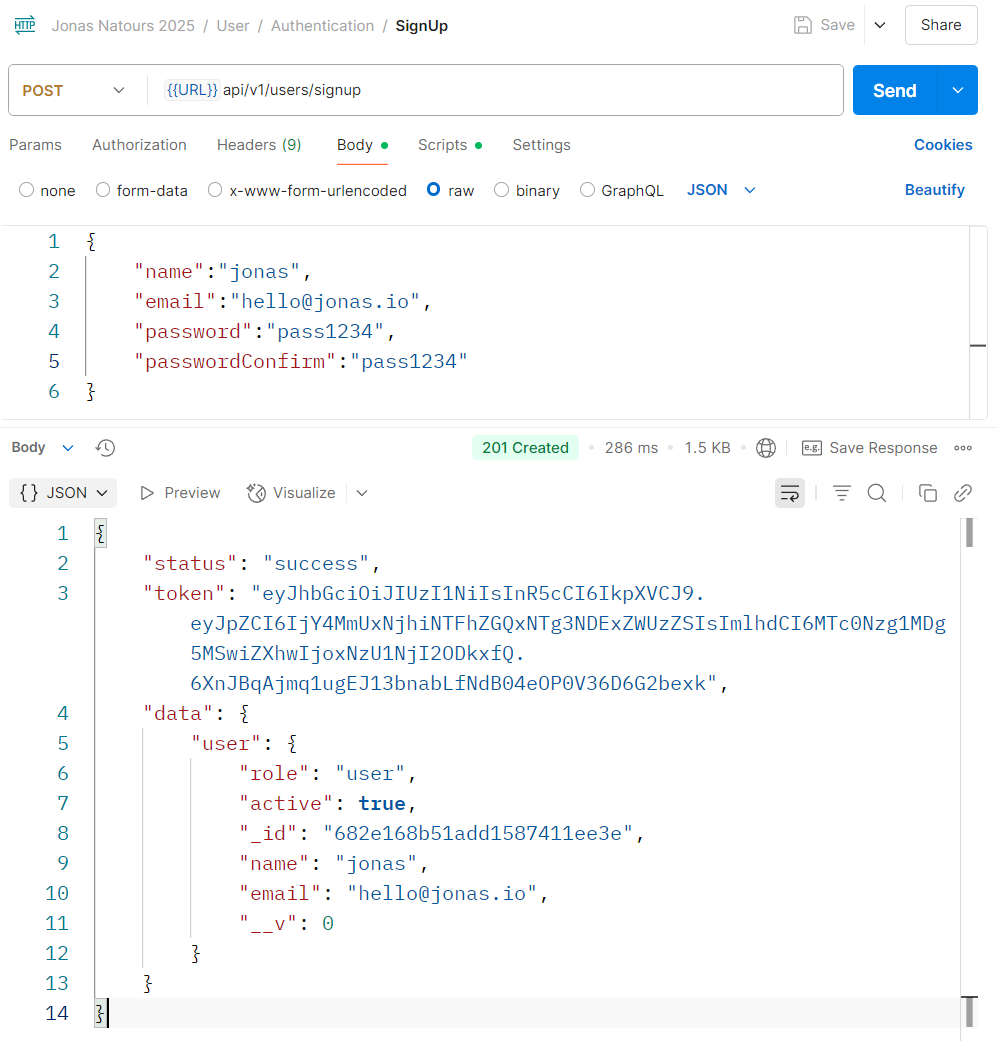 HTTP Jonas Natours 2025 / User / Authentication / SignUp Save Share
POST {{URL}} api/v1/users/signup Send
Params Authorization Headers (9) Body Scripts Settings Cookies
none form-data x-www-form-urlencoded raw binary GraphQL JSON Beautify
1 {
2 "name":"jonas",
3 "email":"hello@jonas.io",
4 "password":"pass1234",
5 "passwordConfirm":"pass1234"
6 }
Body 201 Created • 286 ms • 1.5 KB • e.g. Save Response
{} JSON Preview Visualize
1 {
2 "status": "success",
3 "token": "eyJhbGciOiJIUzI1NiIsInR5cCI6IkpXVCJ9.
eyJpZCI6IjY4MmUxNjhiNTFhZGQxNTg3NDExZWUzZSIsImlhdCI6MTc0Nzg1MDg
5MSwiZXhwIjoxNzU1NjI2ODkxfQ.
6XnJBqAjmq1ugEJ13bnabLfNdB04eOP0V36D6G2bexk",
4 "data": {
5 "user": {
6 "role": "user",
7 "active": true,
8 "_id": "682e168b51add1587411ee3e",
9 "name": "jonas",
10 "email": "hello@jonas.io",
11 "__v": 0
12 }
13 }
14 }